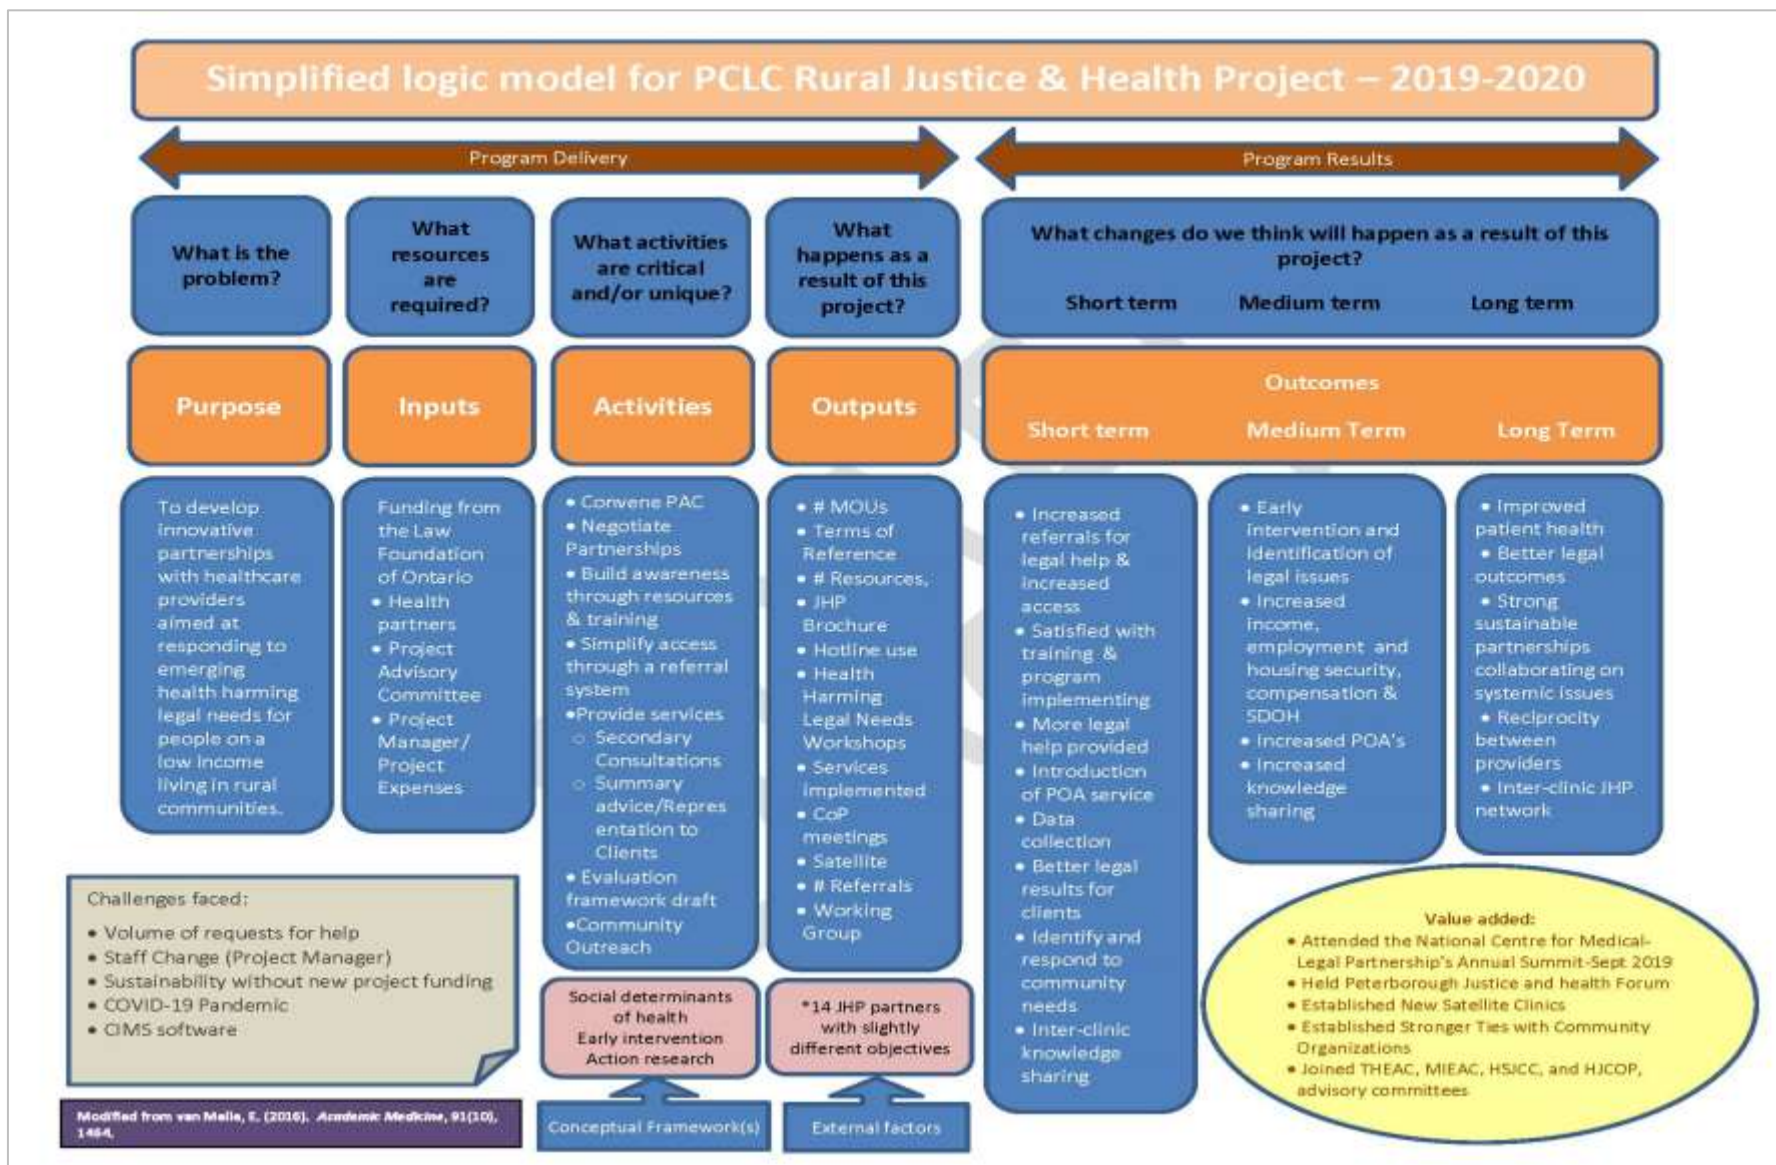 Simplified logic model for PCLC Rural Justice & Health Project – 2019-2020
Program Delivery
Program Results
What is the
problem?
What
resources
are
required?
What activities
are critical
and/or unique?
What
happens as a
result of this
project?
What changes do we think will happen as a result of this
project?
Short term Medium term Long term
Purpose
Inputs
Activities
Outputs
Outcomes
Short term Medium Term Long Term
To develop
innovative
partnerships
with healthcare
providers
aimed at
responding to
emerging
health harming
legal needs for
people on a
low income
living in rural
communities.
Funding from
the Law
Foundation
of Ontario
• Health
partners
• Project
Advisory
Committee
• Project
Manager/
Project
Expenses
• Convene PAC
• Negotiate
Partnerships
• Build awareness
through resources
& training
• Simplify access
through a referral
system
•Provide services
○ Secondary
Consultations
○ Summary
advice/Repres
entation to
Clients
• Evaluation
framework draft
•Community
Outreach
• # MOUs
• Terms of
Reference
• # Resources,
• JHP
Brochure
• Hotline use
• Health
Harming
Legal Needs
Workshops
• Services
implemented
• CoP
meetings
• Satellite
• # Referrals
• Working
Group
• Increased
referrals for
legal help &
increased
access
• Satisfied with
training &
program
implementing
• More legal
help provided
• Introduction
of POA service
• Data
collection
• Better legal
results for
clients
• Identify and
respond to
community
needs
• Inter-clinic
knowledge
sharing
• Early
intervention and
identification of
legal issues
• Increased
income,
employment and
housing security,
compensation &
SDOH
• Increased POA's
• Increased
knowledge
sharing
• Improved
patient health
• Better legal
outcomes
• Strong
sustainable
partnerships
collaborating on
systemic issues
• Reciprocity
between
providers
• Inter-clinic JHP
network
Challenges faced:
• Volume of requests for help
• Staff Change (Project Manager)
• Sustainability without new project funding
• COVID-19 Pandemic
• CIMS software
Modified from van Melle, E. (2016). Academic Medicine, 91(10),
1464.
Social determinants
of health
Early intervention
Action research
Conceptual Framework(s)
*14 JHP partners
with slightly
different objectives
External factors
Value added:
• Attended the National Centre for Medical-
Legal Partnership's Annual Summit-Sept 2019
• Held Peterborough Justice and health Forum
• Established New Satellite Clinics
• Established Stronger Ties with Community
Organizations
• Joined THEAC, MIEAC, HSJCC, and HJCOP,
advisory committees